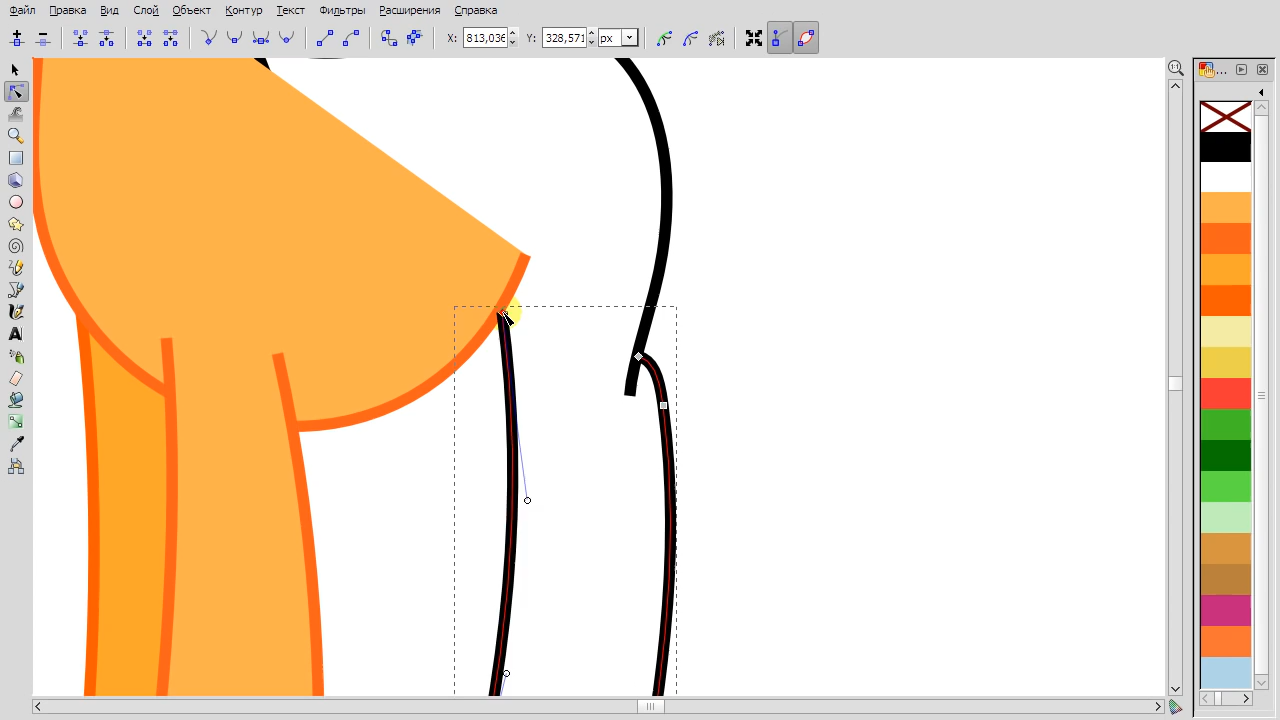 Файл Правка Вид Слой Объект Контур Текст Фильтры Расширения Справка
X: 813,036 Y: 328,571 px